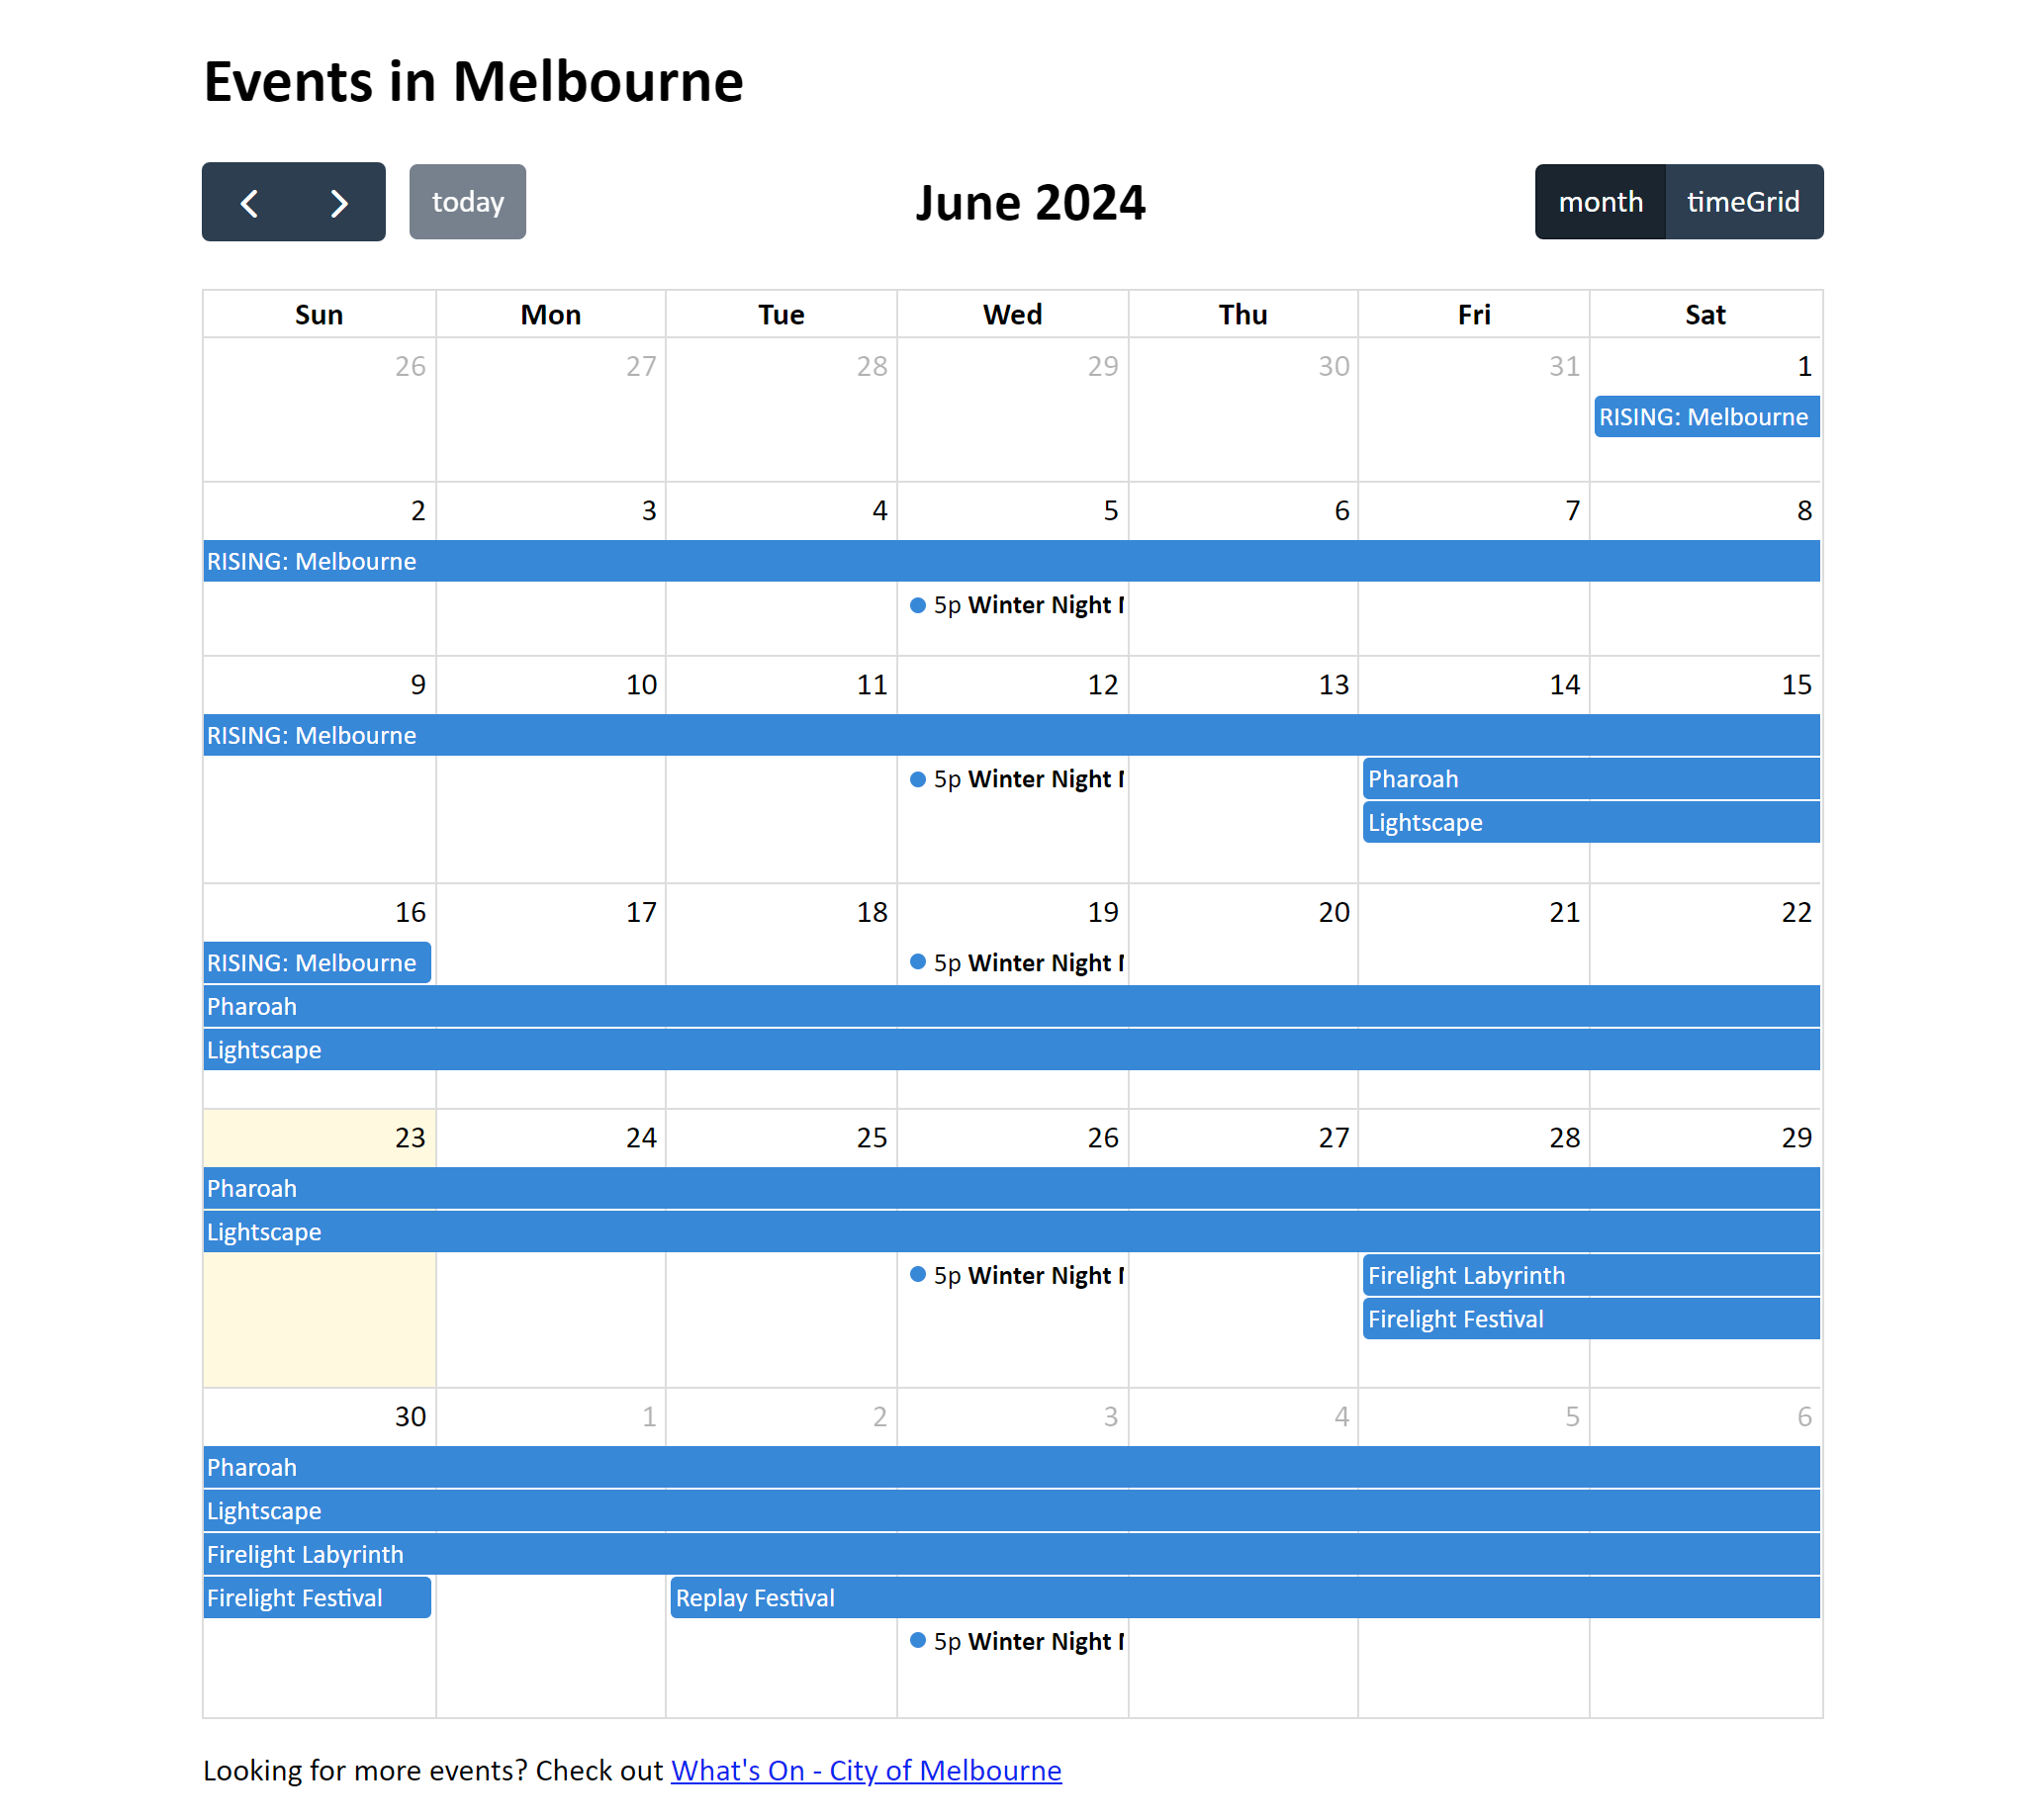 Events in Melbourne
today
June 2024
month timeGrid
Sun Mon Tue Wed Thu Fri Sat
26 27 28 29 30 31 1
RISING: Melbourne
2 3 4 5 6 7 8
RISING: Melbourne
5p Winter Night
9 10 11 12 13 14 15
RISING: Melbourne
5p Winter Night
Pharoah
Lightscape
16 17 18 19 20 21 22
RISING: Melbourne
5p Winter Night
Pharoah
Lightscape
23 24 25 26 27 28 29
Pharoah
Lightscape
5p Winter Night
Firelight Labyrinth
Firelight Festival
30 1 2 3 4 5 6
Pharoah
Lightscape
Firelight Labyrinth
Firelight Festival
Replay Festival
5p Winter Night
Looking for more events? Check out What's On - City of Melbourne